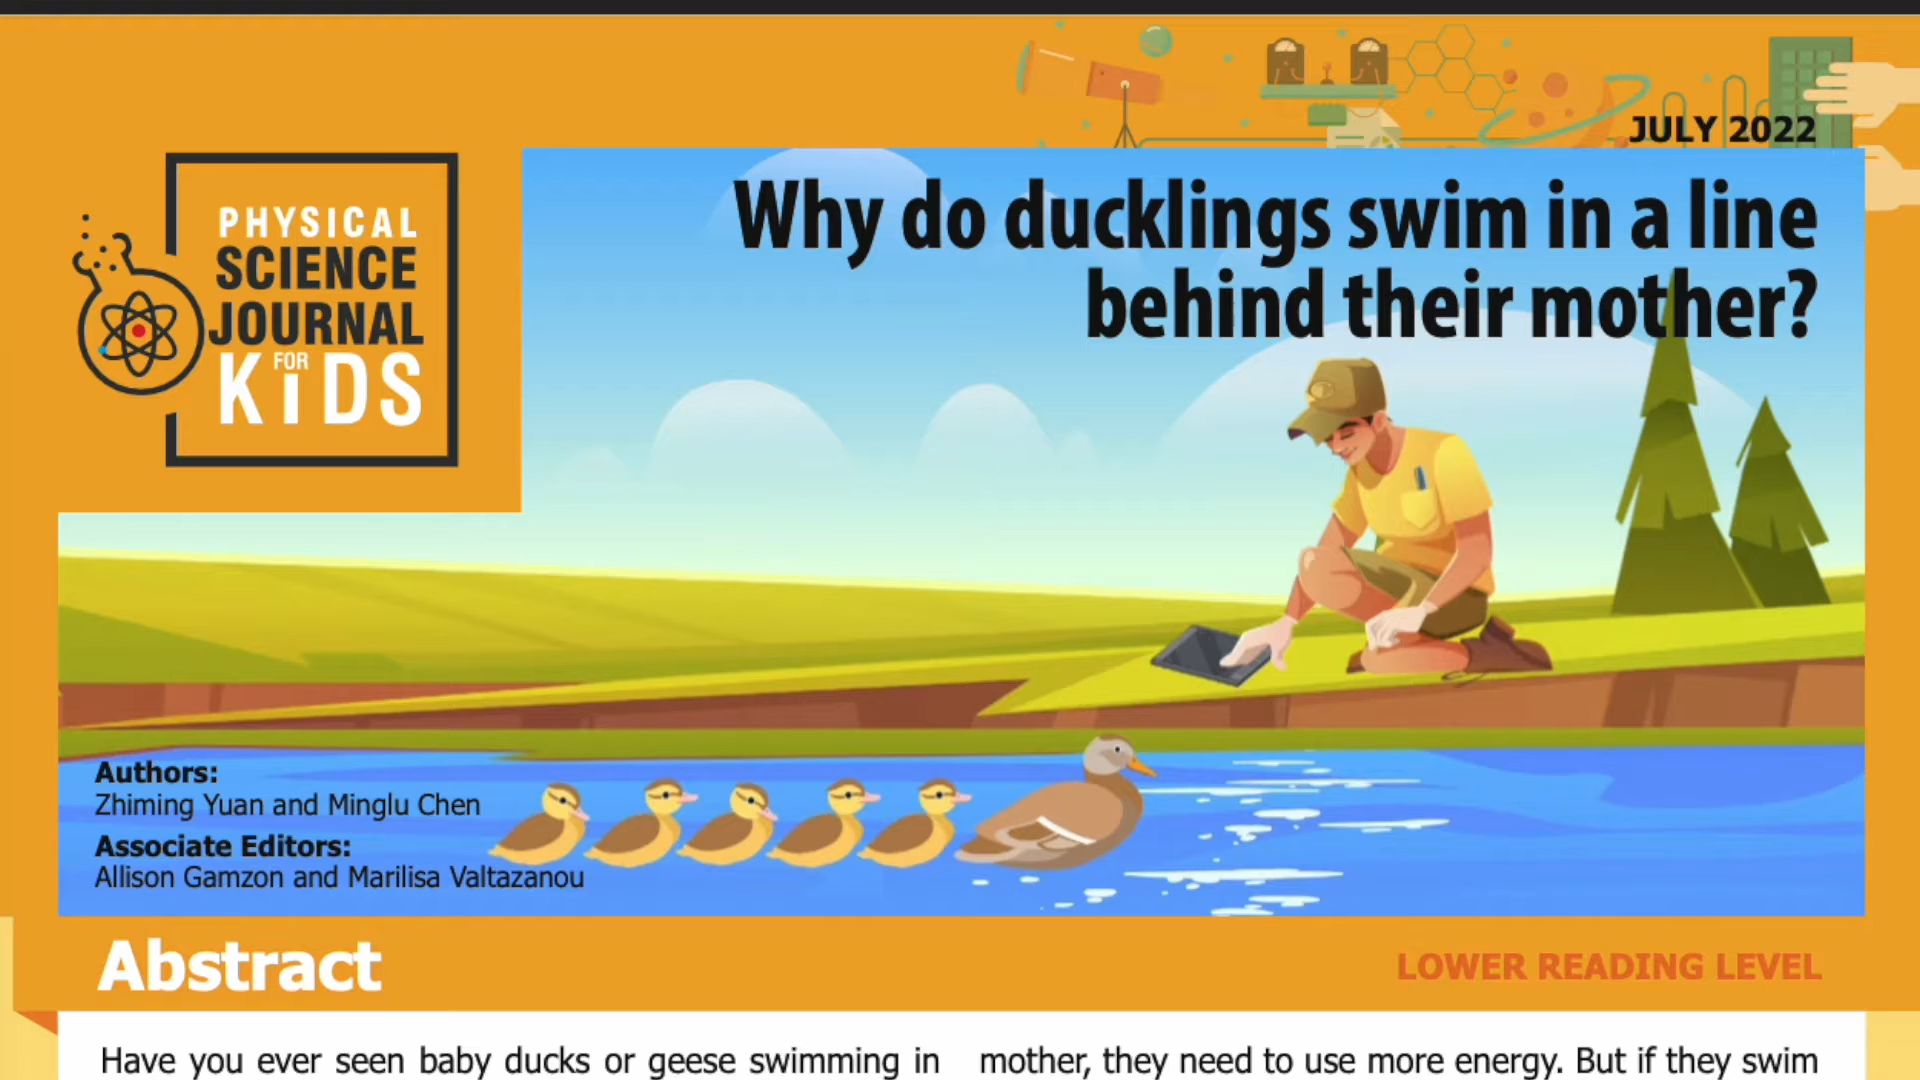 JULY 2022
PHYSICAL
SCIENCE
JOURNAL
FOR
KiDS
Why do ducklings swim in a line
behind their mother?
Authors:
Zhiming Yuan and Minglu Chen
Associate Editors:
Allison Gamzon and Marilisa Valtazanou
Abstract
LOWER READING LEVEL
Have you ever seen baby ducks or geese swimming in
mother, they need to use more energy. But if they swim